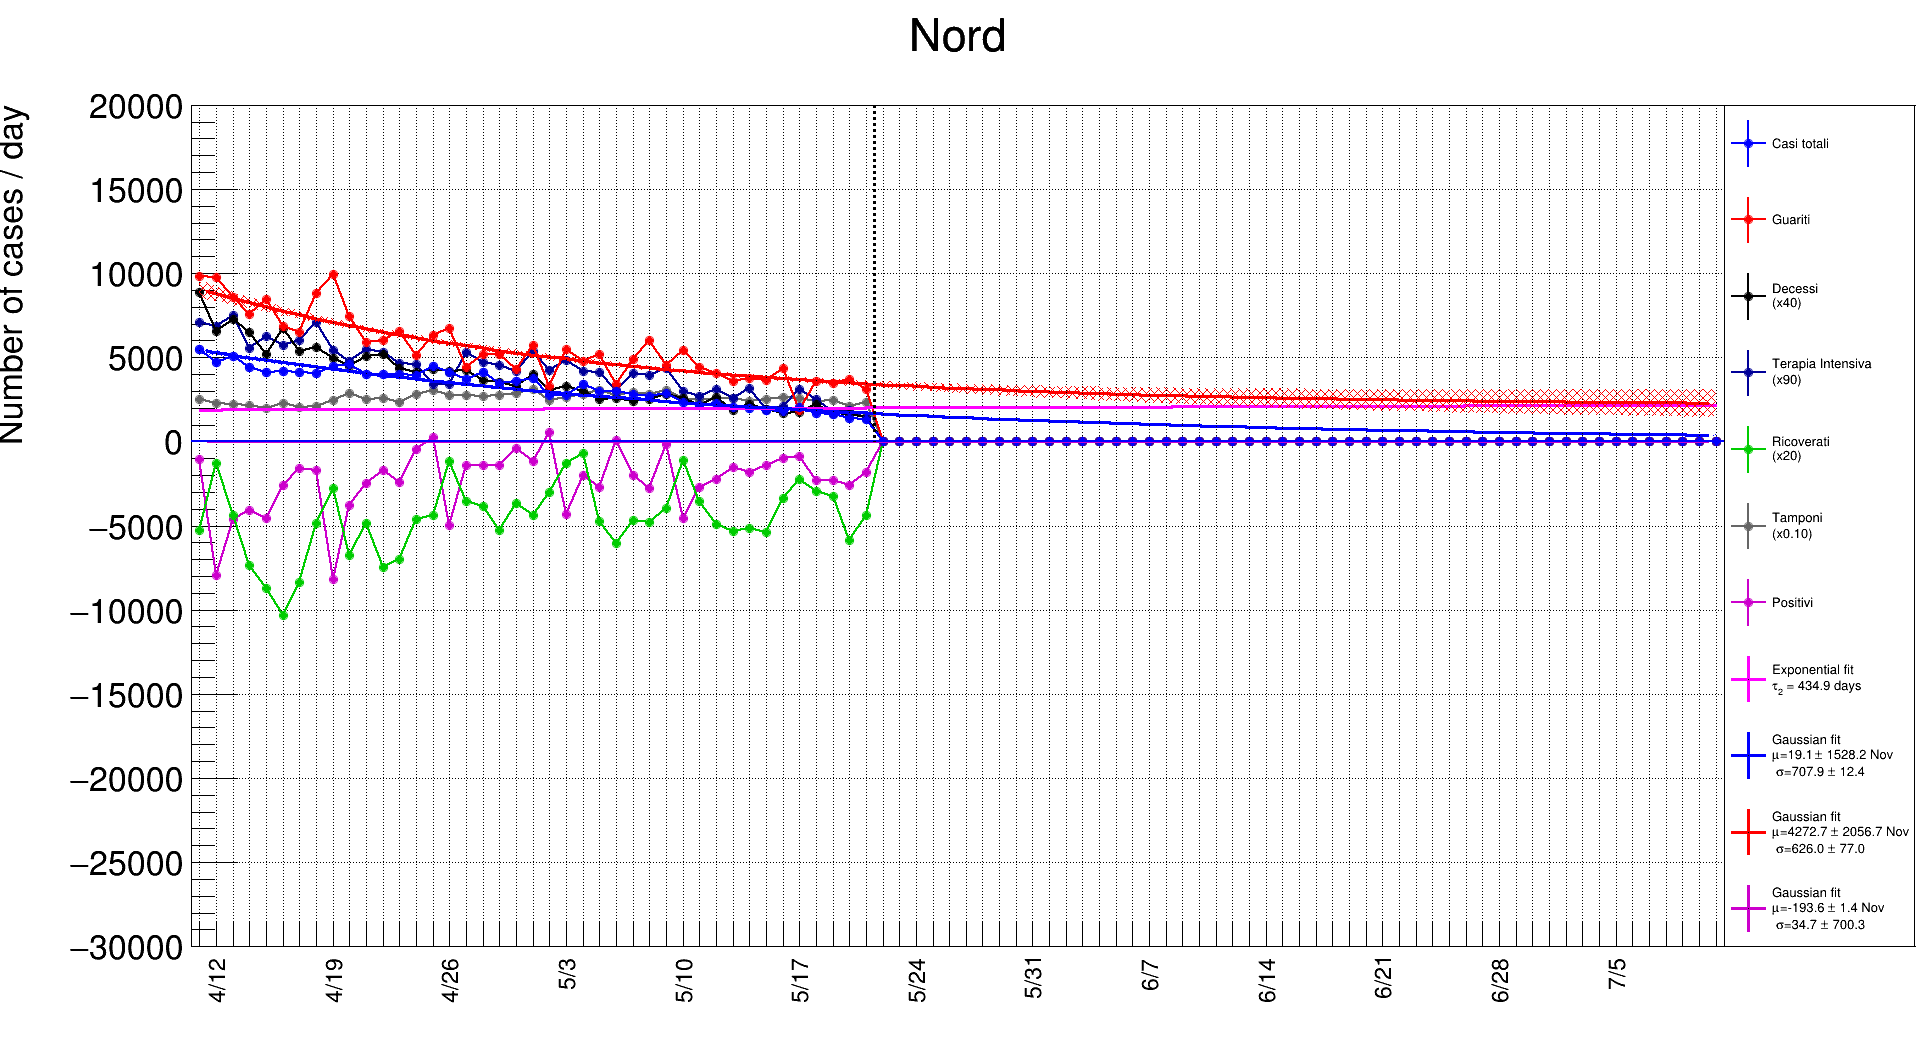 Nord
Number of cases / day
20000
15000
10000
5000
0
−5000
−10000
−15000
−20000
−25000
−30000
4/12
4/19
4/26
5/3
5/10
5/17
5/24
5/31
6/7
6/14
6/21
6/28
7/5
Casi totali
Guariti
Decessi
(x40)
Terapia Intensiva
(x90)
Ricoverati
(x20)
Tamponi
(x0.10)
Positivi
Exponential fit
τ2 = 434.9 days
Gaussian fit
μ=19.1 ± 1528.2 Nov
σ=707.9 ± 12.4
Gaussian fit
μ=4272.7 ± 2056.7 Nov
σ=626.0 ± 77.0
Gaussian fit
μ=-193.6 ± 1.4 Nov
σ=34.7 ± 700.3